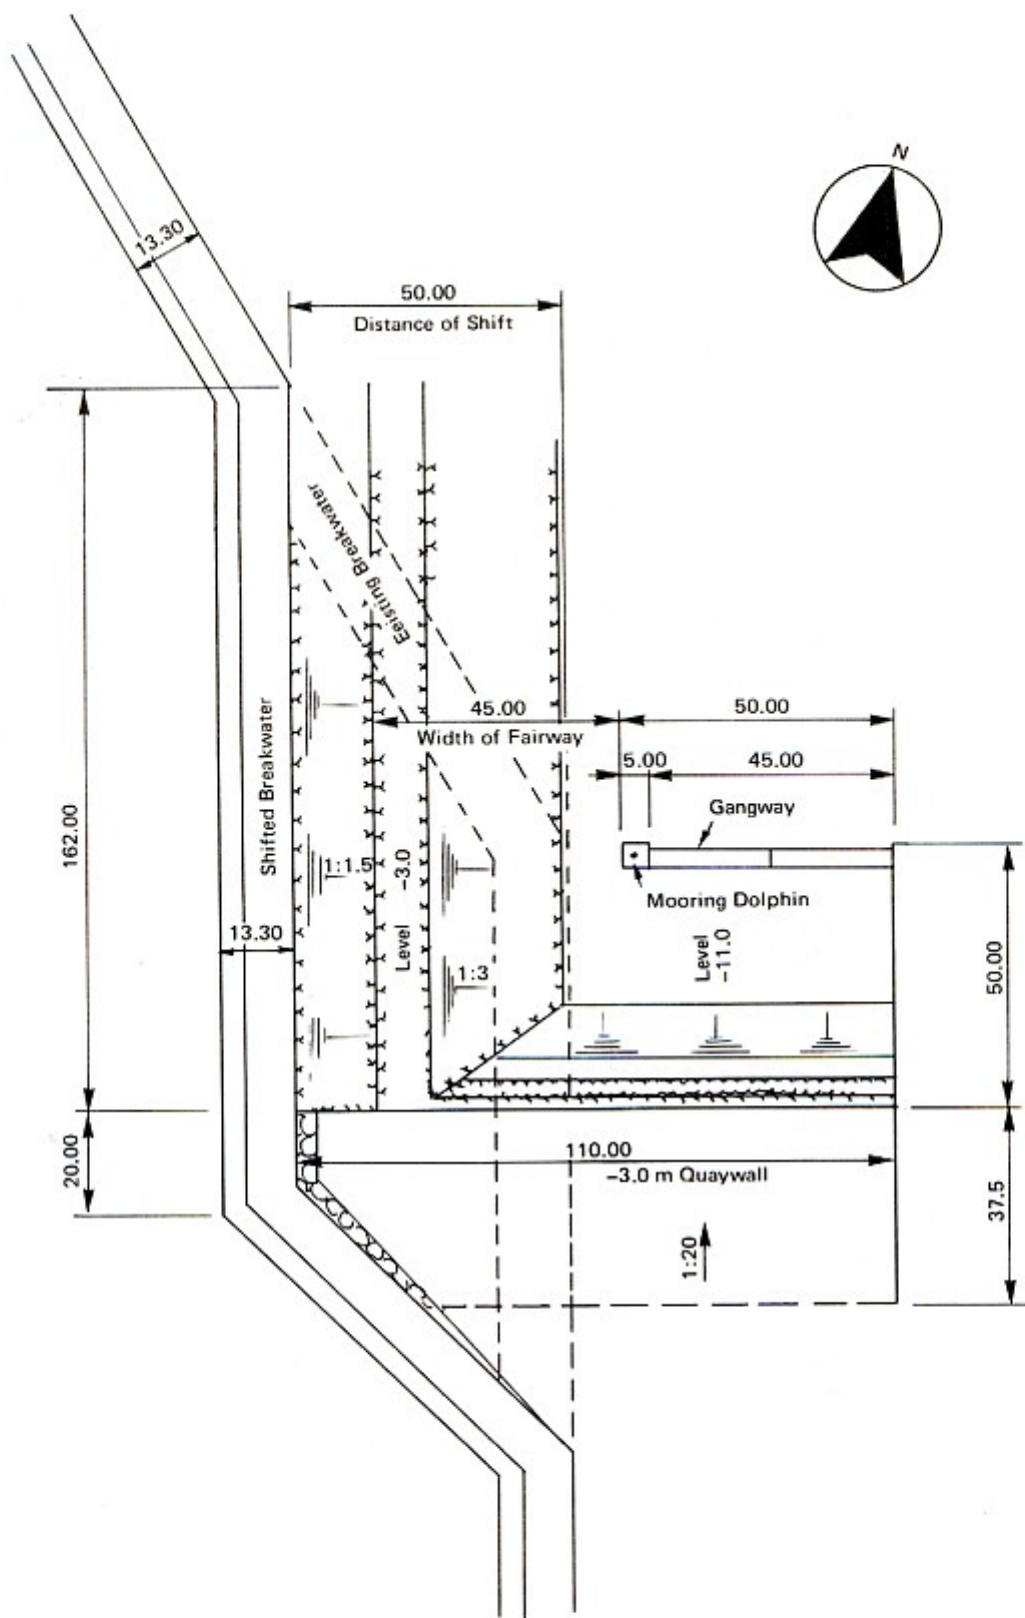 N
13.30
50.00
Distance of Shift
Eeisting Breakwater
45.00
Width of Fairway
50.00
5.00
45.00
Gangway
Mooring Dolphin
162.00
Shifted Breakwater
1:1.5
Level
-3.0
13.30
1:3
Level
-11.0
50.00
20.00
110.00
-3.0 m Quaywall
37.5
1:20